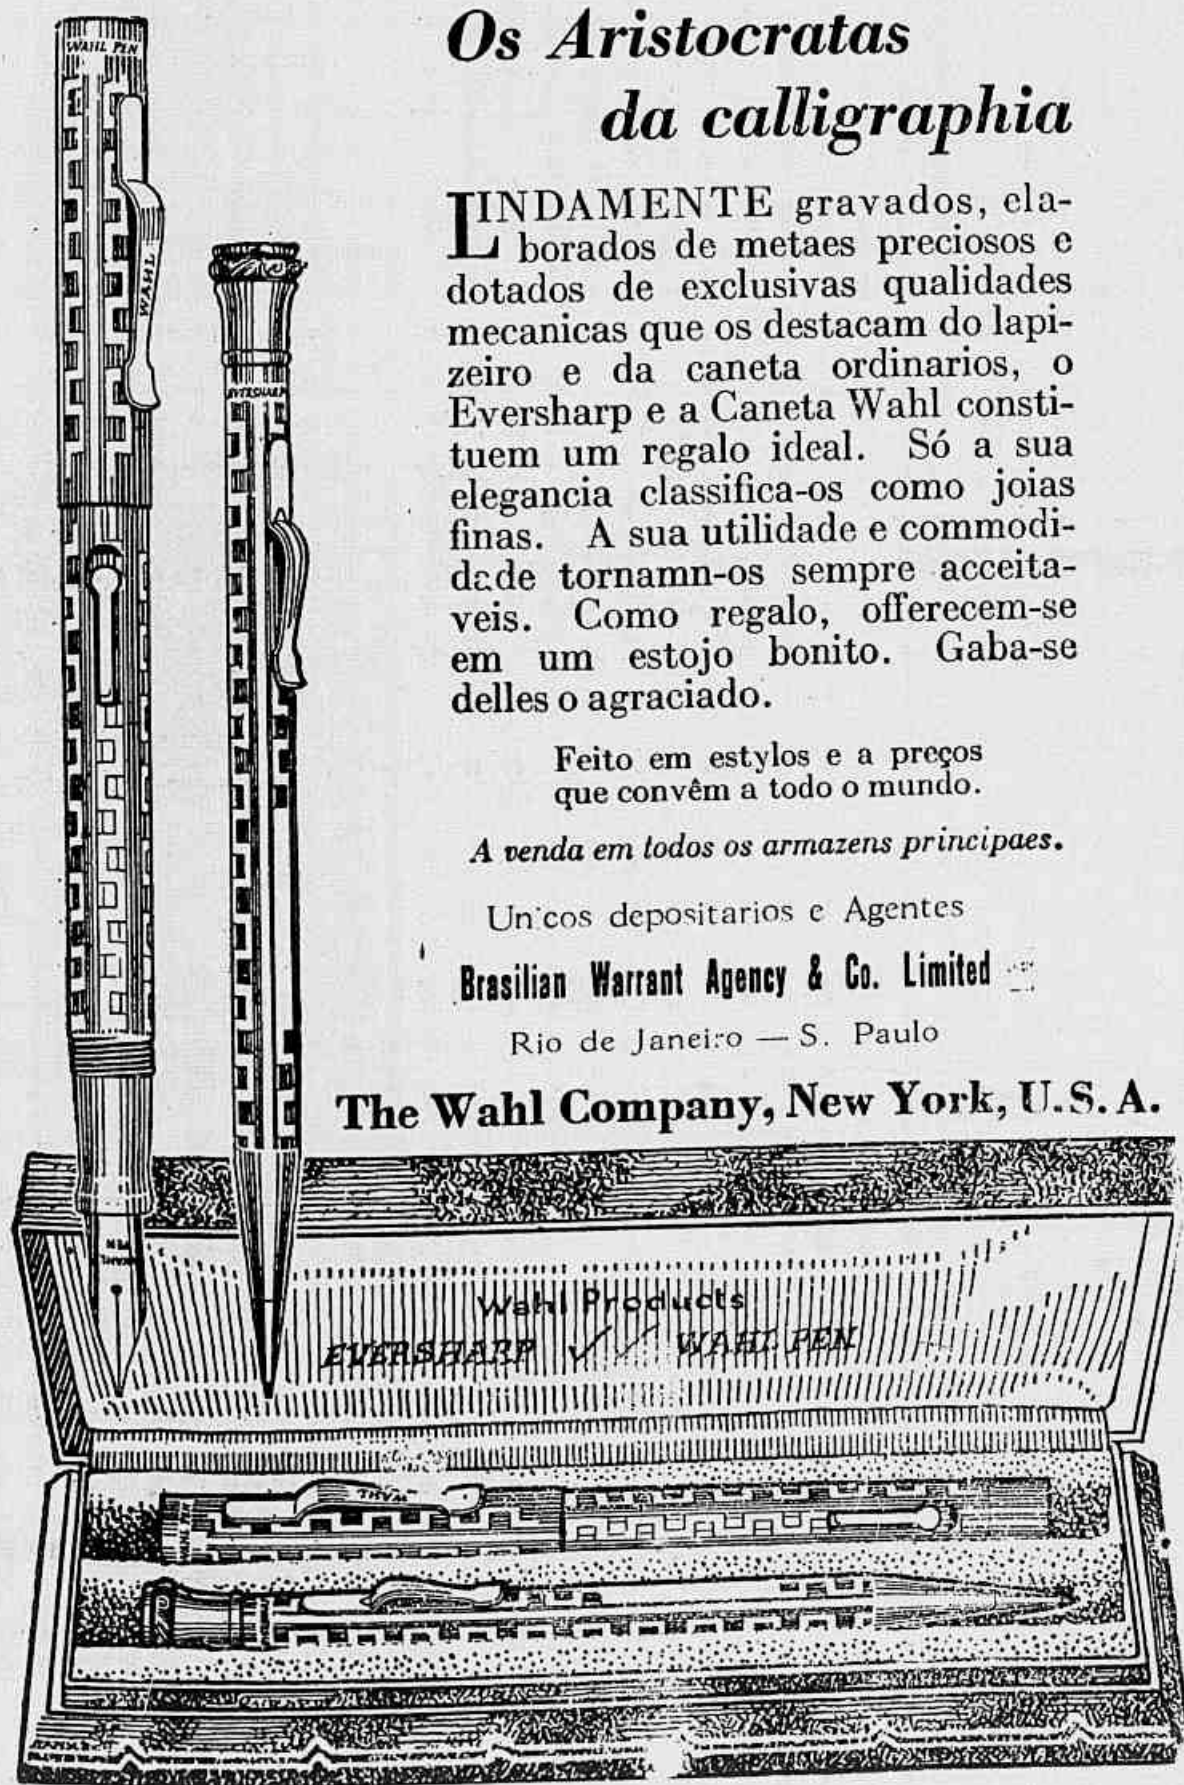 WAHL PEN
WAHL
EVERSHARP
Os Aristocratas
da calligraphia
LINDAMENTE gravados, ela-
borados de metaes preciosos e
dotados de exclusivas qualidades
mecanicas que os destacam do lapi-
zeiro e da caneta ordinarios, o
Eversharp e a Caneta Wahl consti-
tuem um regalo ideal. Só a sua
elegancia classifica-os como joias
finas. A sua utilidade e commodi-
dade tornamn-os sempre acceita-
veis. Como regalo, offerecem-se
em um estojo bonito. Gaba-se
delles o agraciado.
Feito em estylos e a preços
que convêm a todo o mundo.
A venda em todos os armazens principaes.
Unicos depositarios e Agentes
Brasilian Warrant Agency & Co. Limited
Rio de Janeiro — S. Paulo
The Wahl Company, New York, U.S.A.
Wahl Products
EVERSHARP WAHL PEN
WAHL
WAHL PEN